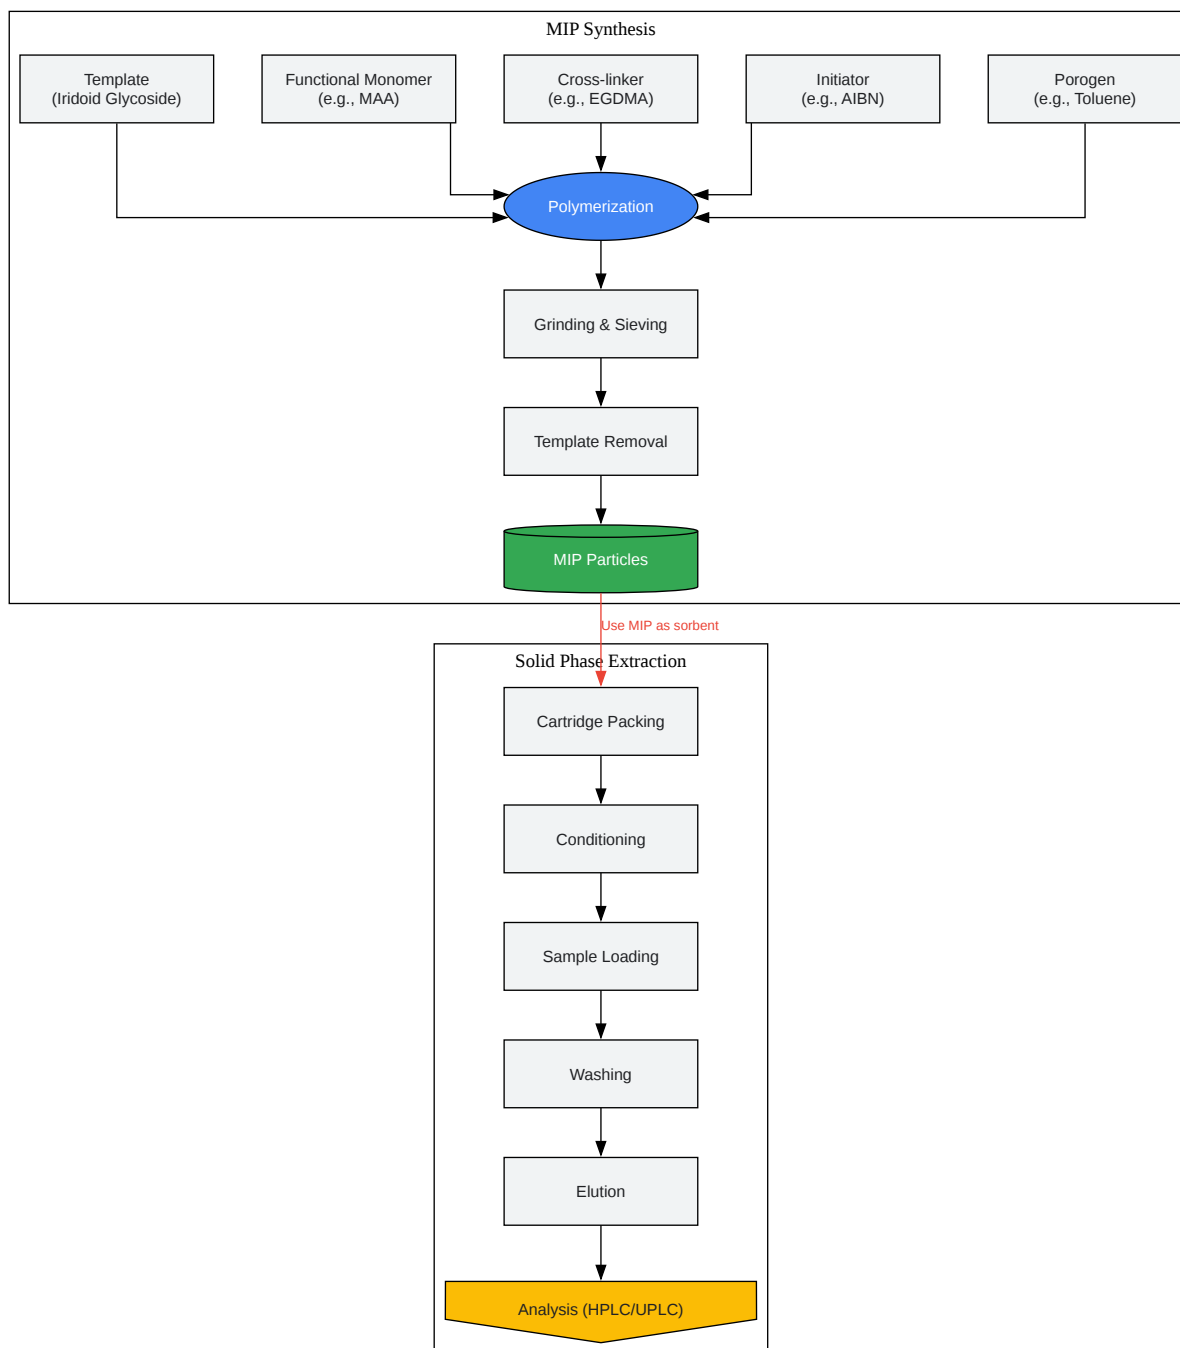 MIP Synthesis
Template
(Iridoid Glycoside)
Functional Monomer
(e.g., MAA)
Cross-linker
(e.g., EGDMA)
Initiator
(e.g., AIBN)
Porogen
(e.g., Toluene)
Polymerization
Grinding & Sieving
Template Removal
MIP Particles
Use MIP as sorbent
Solid Phase Extraction
Cartridge Packing
Conditioning
Sample Loading
Washing
Elution
Analysis (HPLC/UPLC)